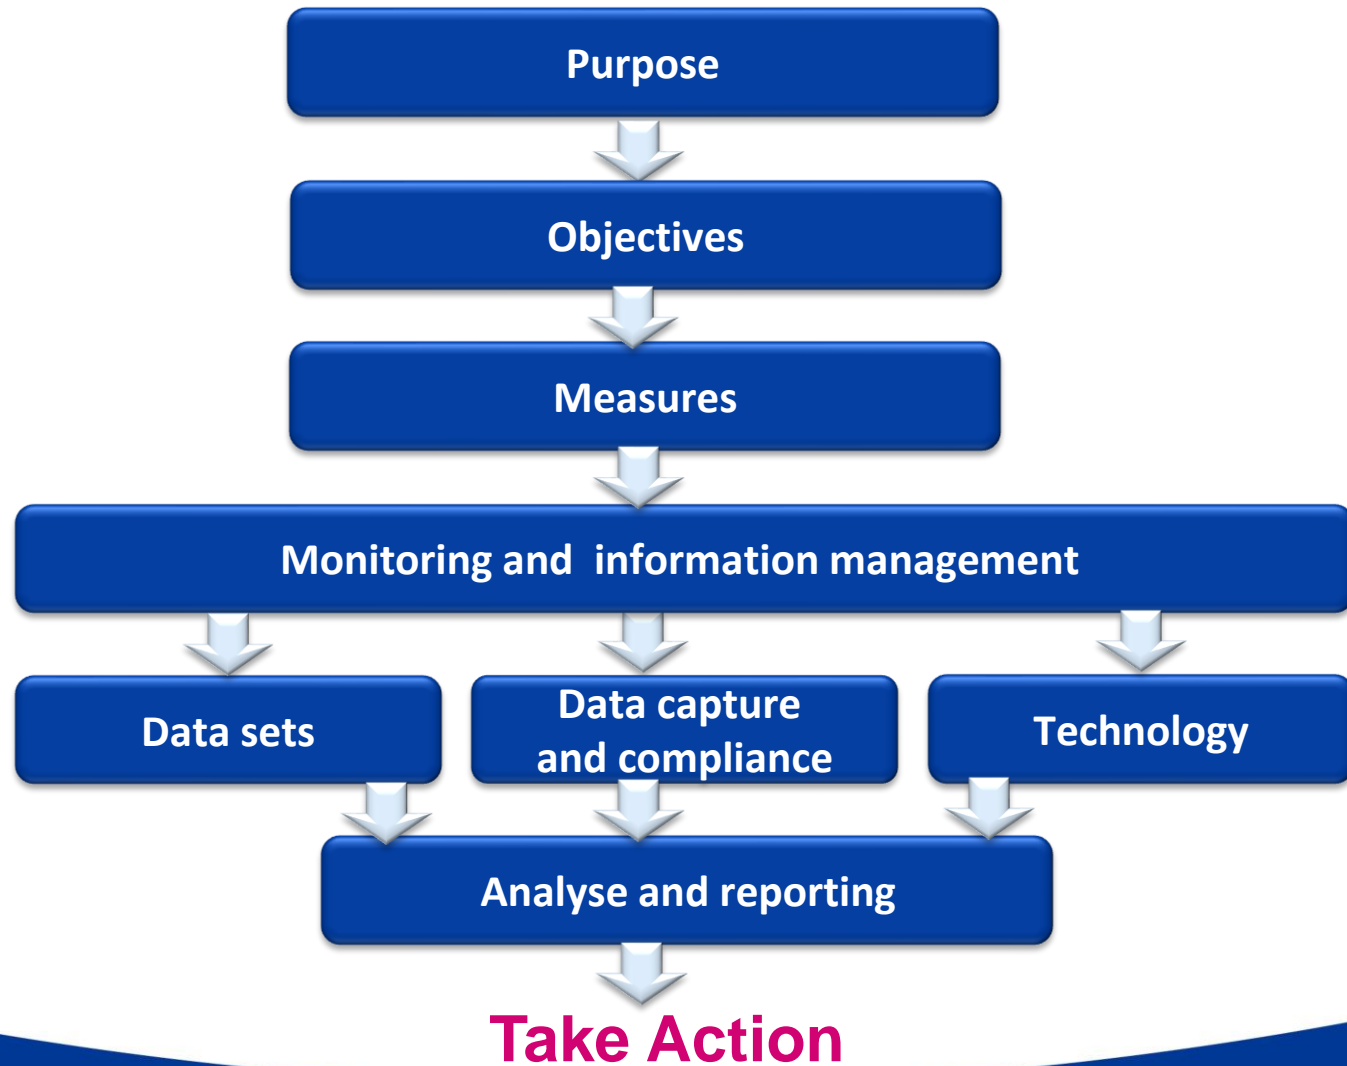 Purpose
Objectives
Measures
Monitoring and  information management
Data sets
Data capture
and compliance
Technology
Analyse and reporting
Take Action